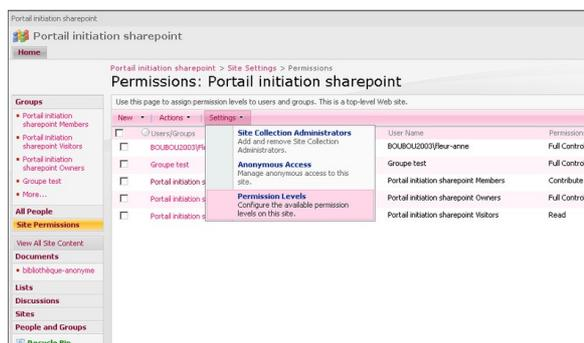 Portail initiation sharepoint
Portail initiation sharepoint
Home
Portail initiation sharepoint > Site Settings > Permissions
Permissions: Portail initiation sharepoint
Groups
Portail initiation
sharepoint Members
Portail initiation
sharepoint Visitors
Portail initiation
sharepoint Owners
Groupe test
More...
All People
Site Permissions
View All Site Content
Documents
bibliothèque-anonyme
Lists
Discussions
Sites
People and Groups
Recycle Bin
Use this page to assign permission levels to users and groups. This is a top-level Web site.
New Actions Settings
Users/Groups User Name Permission
BOUBOU2003\fle BOUBOU2003\fleur-anne Full Contro
Groupe test Groupe test Full Contro
Portail initiation s Portail initiation sharepoint Members Contribute
Portail initiation s Portail initiation sharepoint Owners Full Contro
Portail initiation s Portail initiation sharepoint Visitors Read
Site Collection Administrators
Add and remove Site Collection
Administrators.
Anonymous Access
Manage anonymous access to this
site.
Permission Levels
Configure the available permission
levels on this site.